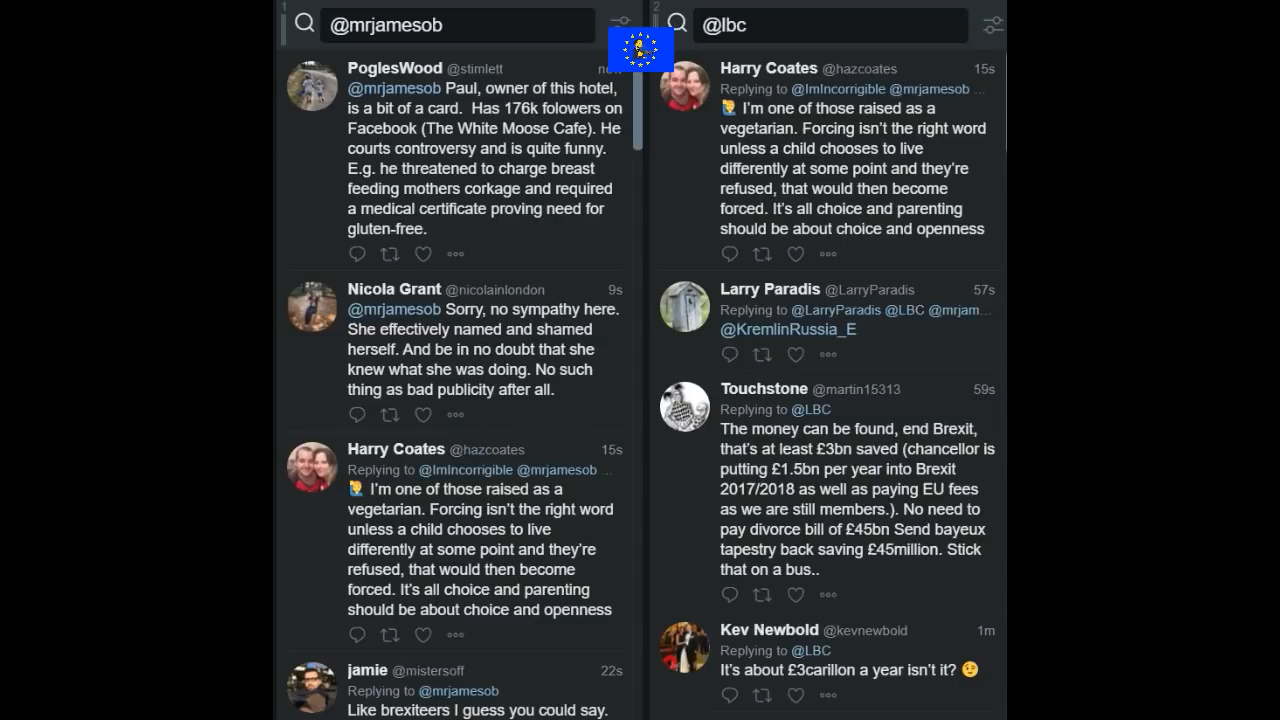 1
@mrjamesob
PoglesWood @stimlett now
@mrjamesob Paul, owner of this hotel,
is a bit of a card. Has 176k folowers on
Facebook (The White Moose Cafe). He
courts controversy and is quite funny.
E.g. he threatened to charge breast
feeding mothers corkage and required
a medical certificate proving need for
gluten-free.
Nicola Grant @nicolainlondon 9s
@mrjamesob Sorry, no sympathy here.
She effectively named and shamed
herself. And be in no doubt that she
knew what she was doing. No such
thing as bad publicity after all.
Harry Coates @hazcoates 15s
Replying to @ImIncorrigible @mrjamesob ...
🙋‍♂️ I’m one of those raised as a
vegetarian. Forcing isn’t the right word
unless a child chooses to live
differently at some point and they’re
refused, that would then become
forced. It’s all choice and parenting
should be about choice and openness
jamie @mistersoff 22s
Replying to @mrjamesob
Like brexiteers I guess you could say.
2
@lbc
Harry Coates @hazcoates 15s
Replying to @ImIncorrigible @mrjamesob ...
🙋‍♂️ I’m one of those raised as a
vegetarian. Forcing isn’t the right word
unless a child chooses to live
differently at some point and they’re
refused, that would then become
forced. It’s all choice and parenting
should be about choice and openness
Larry Paradis @LarryParadis 57s
Replying to @LarryParadis @LBC @mrjam...
@KremlinRussia_E
Touchstone @martin15313 59s
Replying to @LBC
The money can be found, end Brexit,
that’s at least £3bn saved (chancellor is
putting £1.5bn per year into Brexit
2017/2018 as well as paying EU fees
as we are still members.). No need to
pay divorce bill of £45bn Send bayeux
tapestry back saving £45million. Stick
that on a bus..
Kev Newbold @kevnewbold 1m
Replying to @LBC
It’s about £3carillon a year isn’t it? 🤨